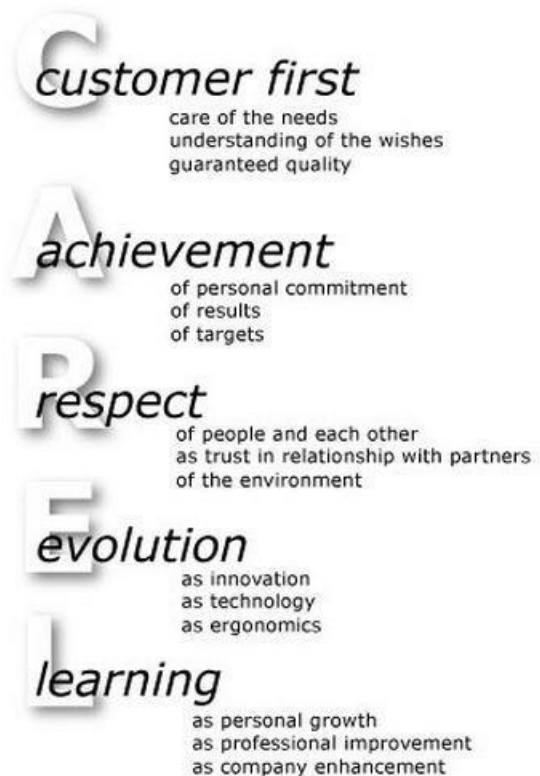 C
customer first
care of the needs
understanding of the wishes
guaranteed quality
A
achievement
of personal commitment
of results
of targets
R
respect
of people and each other
as trust in relationship with partners
of the environment
E
evolution
as innovation
as technology
as ergonomics
L
learning
as personal growth
as professional improvement
as company enhancement